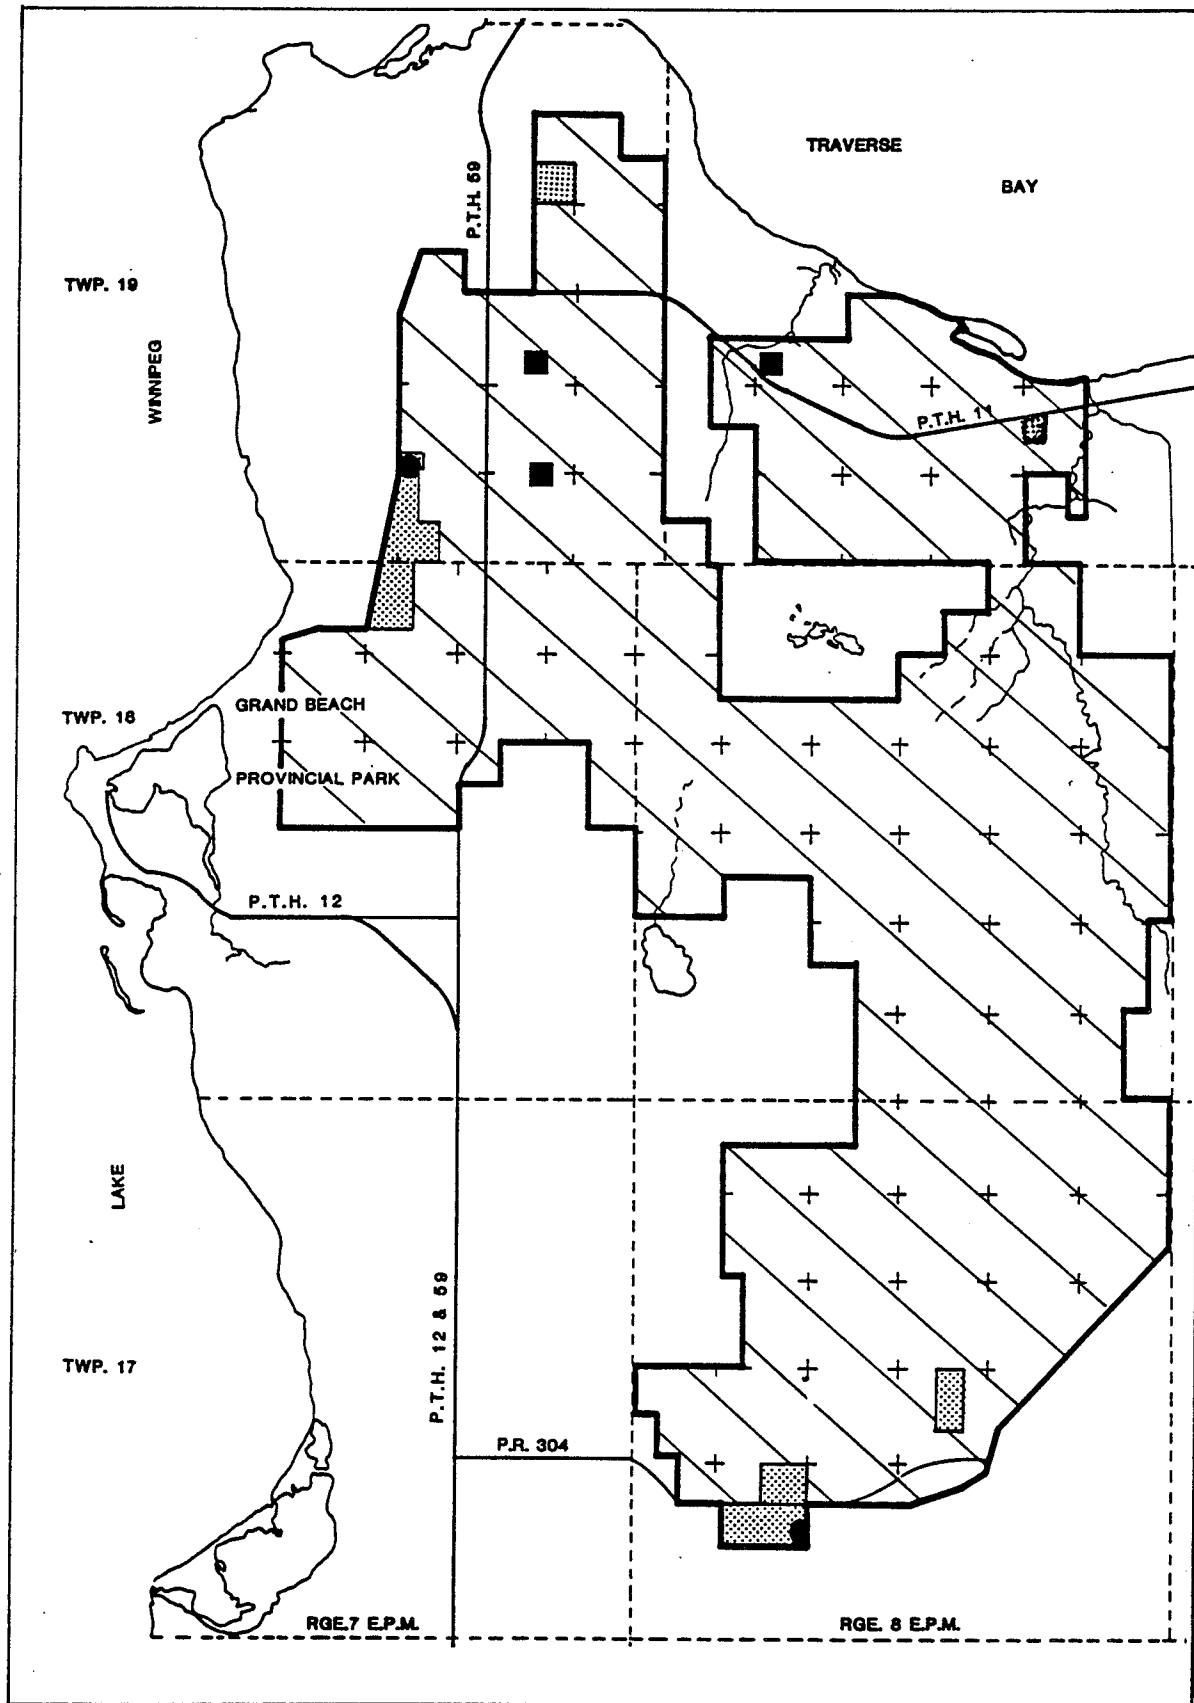 TRAVERSE
BAY
P.T.H. 59
TWP. 19
WINNIPEG
P.T.H. 11
GRAND BEACH
TWP. 18
PROVINCIAL PARK
P.T.H. 12
LAKE
P.T.H. 12 & 59
TWP. 17
P.R. 304
RGE.7 E.P.M.
RGE. 8 E.P.M.